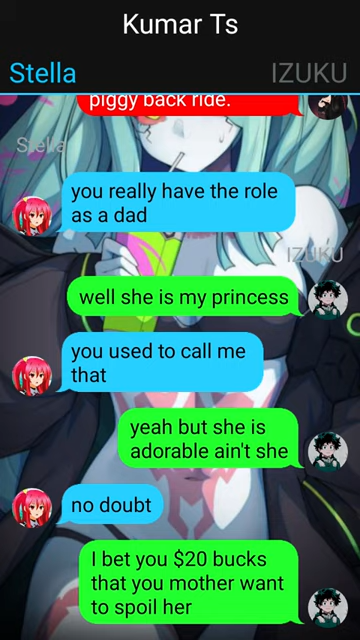 Kumar Ts
Stella
IZUKU
piggy back ride.
Stella
you really have the role
as a dad
IZUKU
well she is my princess
you used to call me
that
yeah but she is
adorable ain't she
no doubt
I bet you $20 bucks
that you mother want
to spoil her